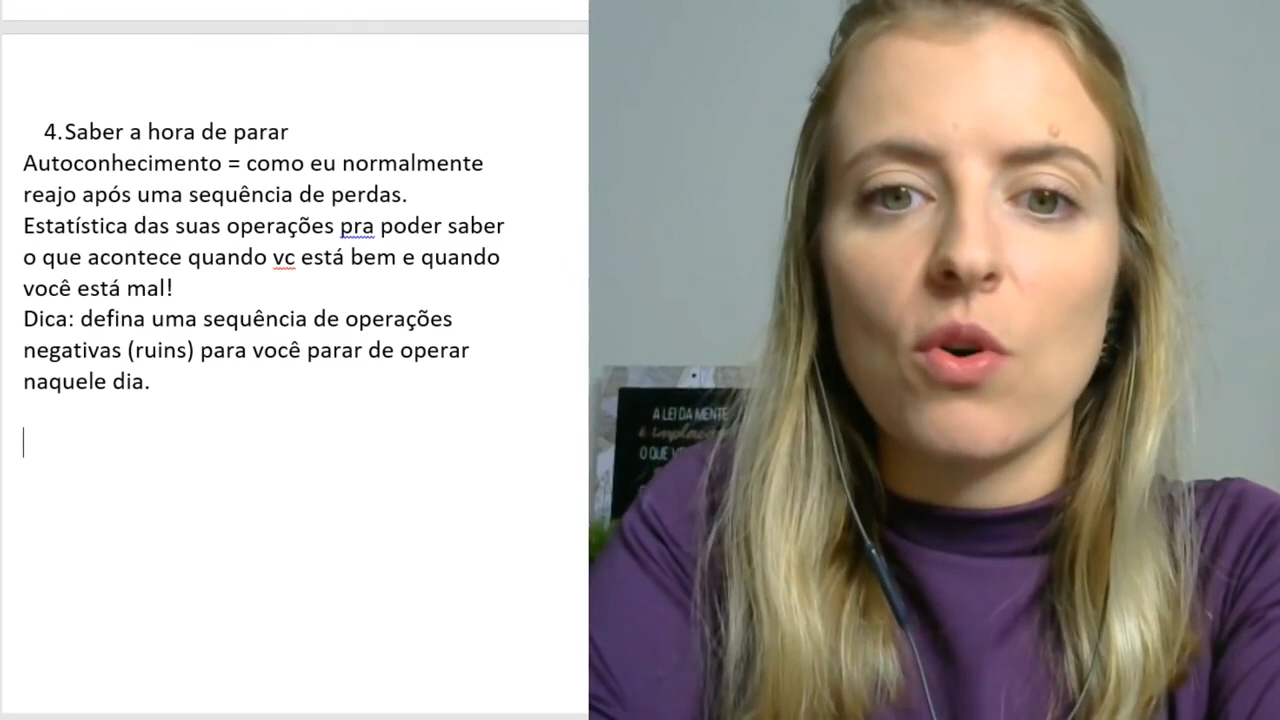 4.Saber a hora de parar
Autoconhecimento = como eu normalmente
reajo após uma sequência de perdas.
Estatística das suas operações pra poder saber
o que acontece quando vc está bem e quando
você está mal!
Dica: defina uma sequência de operações
negativas (ruins) para você parar de operar
naquele dia.
A LEI DA MENTE
é
O QUE